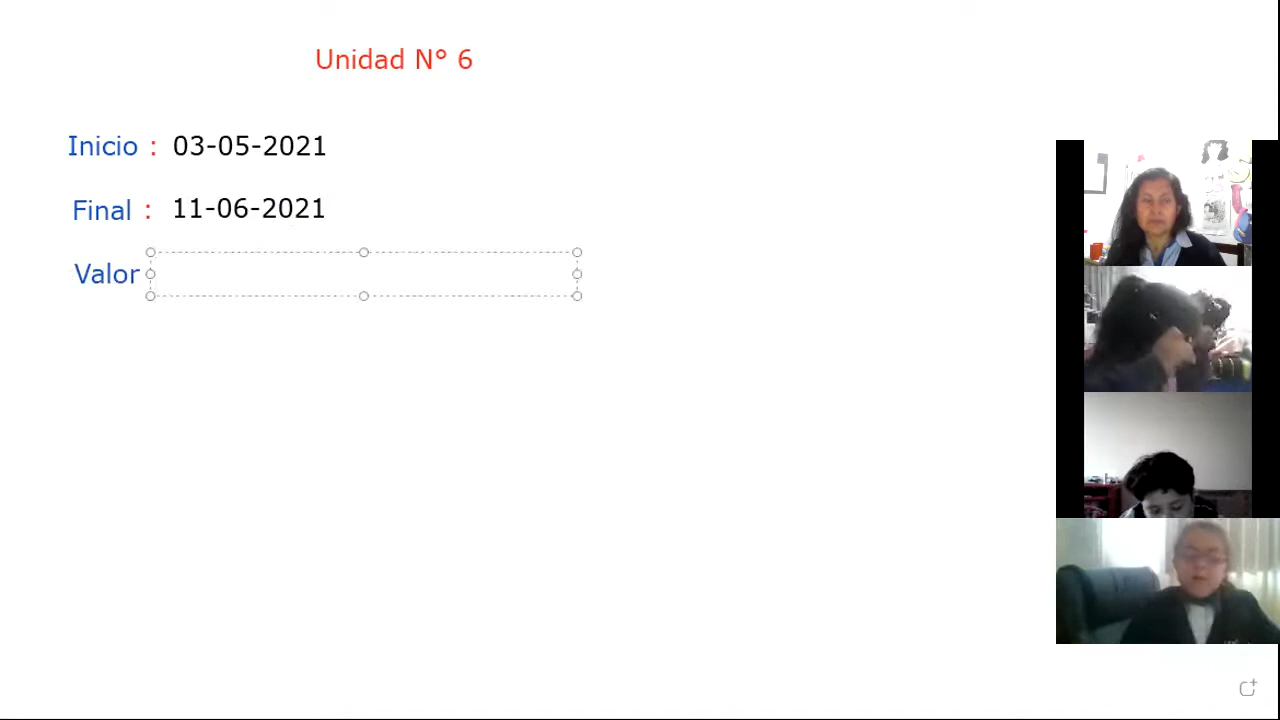 Unidad N° 6
Inicio : 03-05-2021
Final : 11-06-2021
Valor